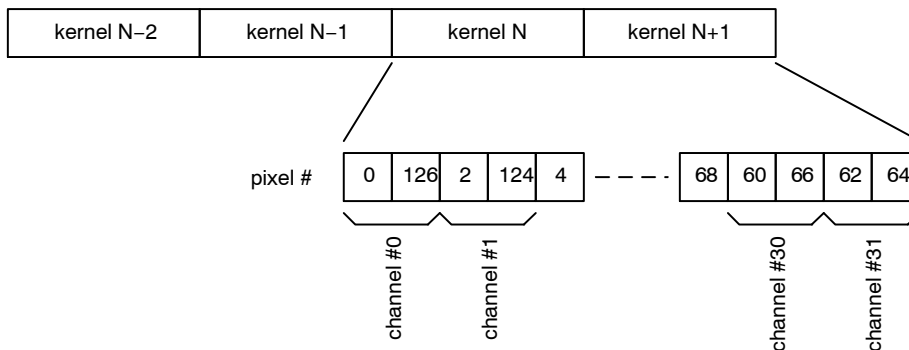 kernel N−2 kernel N−1 kernel N kernel N+1
pixel # 0 126 2 124 4 68 60 66 62 64
channel #0
channel #1
channel #30
channel #31